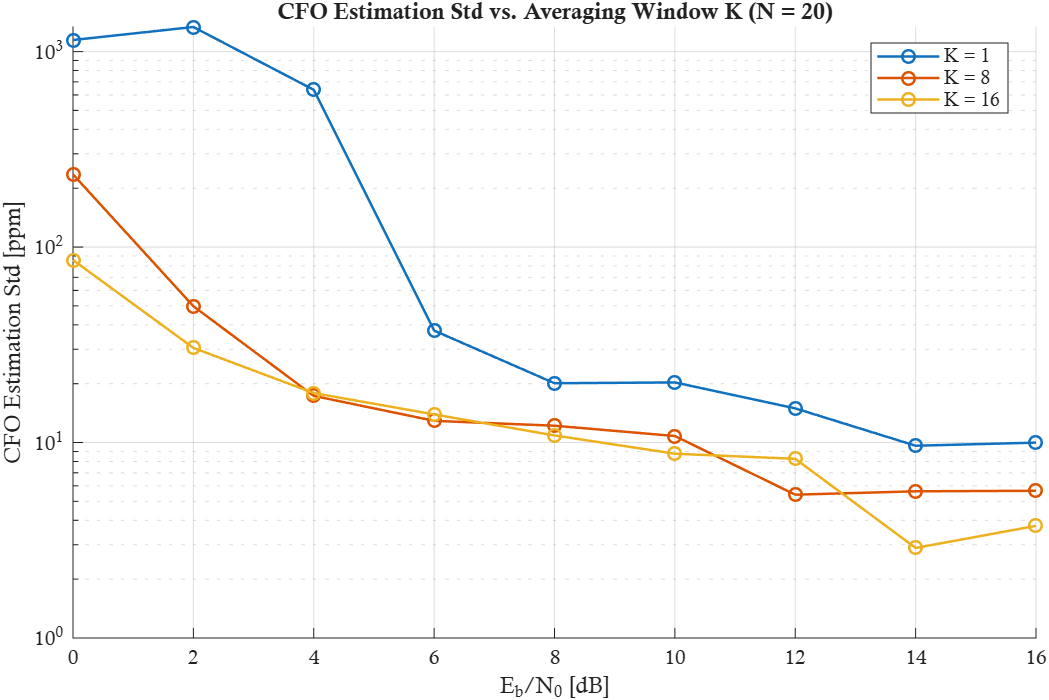 CFO Estimation Std vs. Averaging Window K (N = 20)
CFO Estimation Std [ppm]
10³
10²
10¹
10⁰
K = 1
K = 8
K = 16
0 2 4 6 8 10 12 14 16
E_b/N_0 [dB]